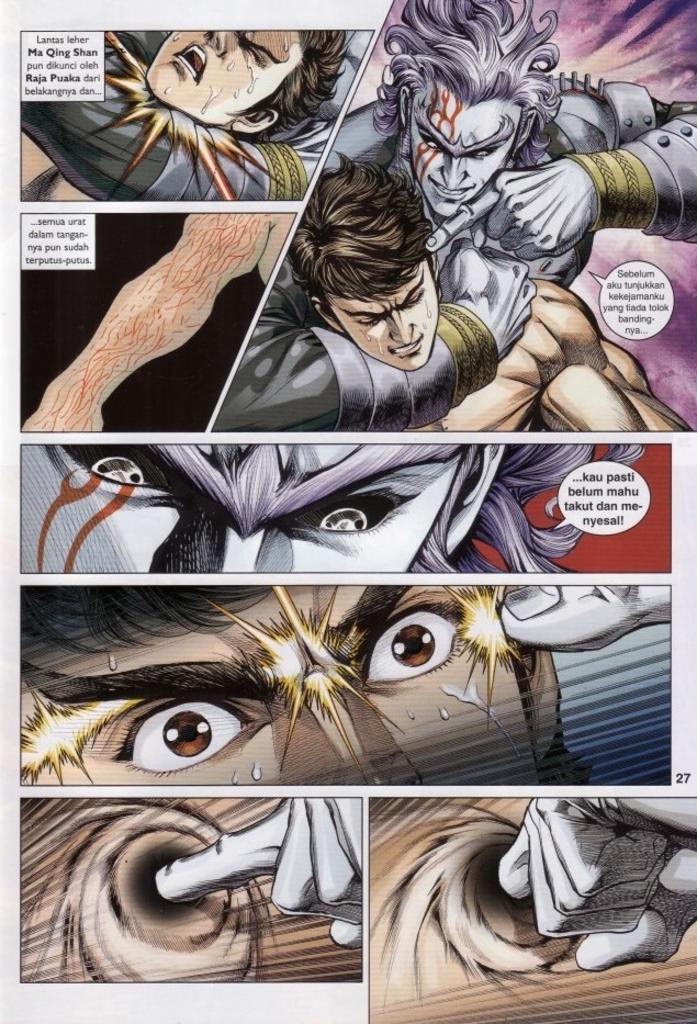 Lantas leher
Ma Qing Shan
pun dikunci oleh
Raja Puaka dari
belakangnya dan...
...semua urat
dalam tangan-
nya pun sudah
terputus-putus.
Sebelum
aku tunjukkan
kekejamanku
yang tiada tolok
banding-
nya...
...kau pasti
belum mahu
takut dan me-
nyesal!
27